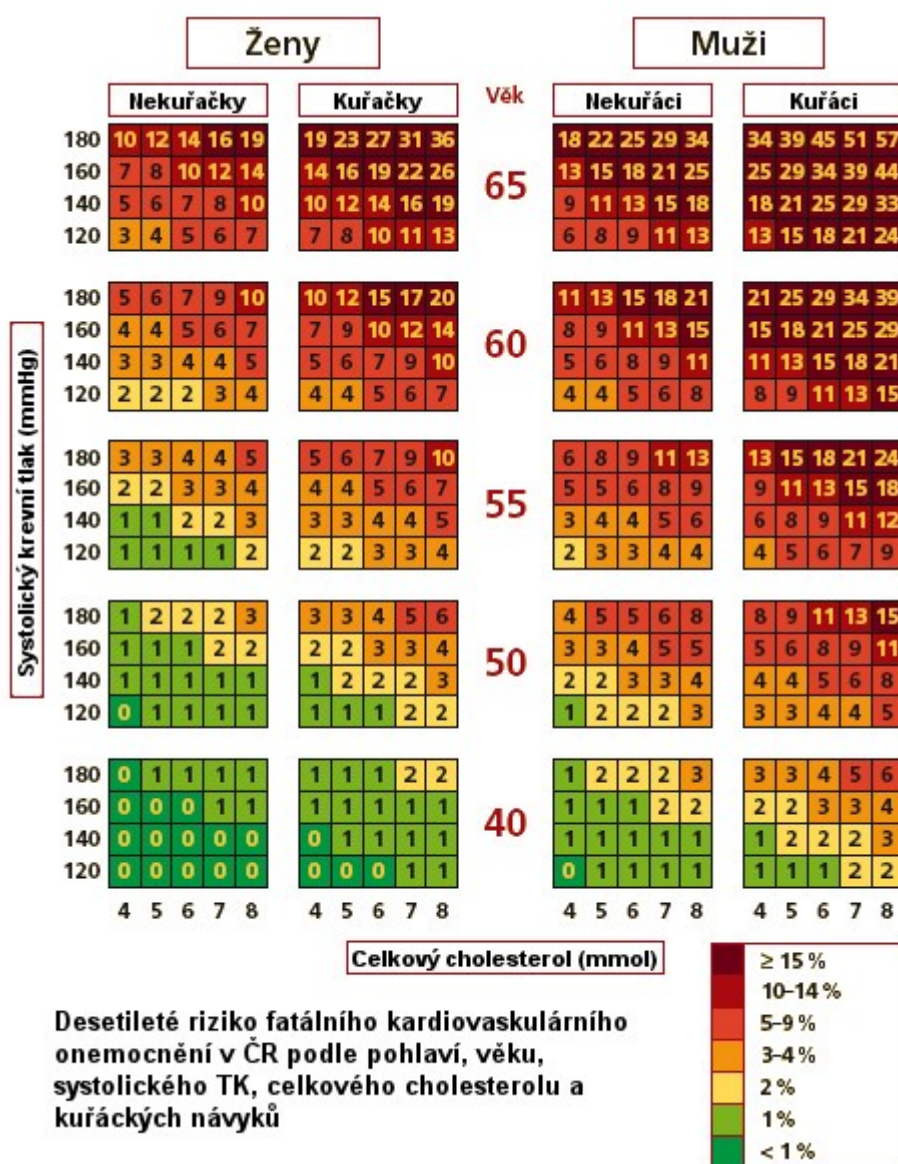 Ženy Muži
Nekuřačky Kuřačky Věk Nekuřáci Kuřáci
180 10 12 14 16 19 19 23 27 31 36 18 22 25 29 34 34 39 45 51 57
160 7 8 10 12 14 14 16 19 22 26 13 15 18 21 25 25 29 34 39 44
65
140 5 6 7 8 10 10 12 14 16 19 9 11 13 15 18 18 21 25 29 33
120 3 4 5 6 7 7 8 10 11 13 6 8 9 11 13 13 15 18 21 24
180 5 6 7 9 10 10 12 15 17 20 11 13 15 18 21 21 25 29 34 39
160 4 4 5 6 7 7 9 10 12 14 8 9 11 13 15 15 18 21 25 29
60
140 3 3 4 4 5 5 6 7 9 10 5 6 8 9 11 11 13 15 18 21
120 2 2 2 3 4 4 4 5 6 7 4 4 5 6 8 8 9 11 13 15
Systolický krevní tlak (mmHg)
180 3 3 4 4 5 5 6 7 9 10 6 8 9 11 13 13 15 18 21 24
160 2 2 3 3 4 4 4 5 6 7 5 5 6 8 9 9 11 13 15 18
55
140 1 1 2 2 3 3 3 4 4 5 3 4 4 5 6 6 8 9 11 12
120 1 1 1 1 2 2 2 3 3 4 2 3 3 4 4 4 5 6 7 9
180 1 2 2 2 3 3 3 4 5 6 4 5 5 6 8 8 9 11 13 15
160 1 1 1 2 2 2 2 3 3 4 3 3 4 5 5 5 6 8 9 11
50
140 1 1 1 1 1 1 2 2 2 3 2 2 3 3 4 4 4 5 6 8
120 0 1 1 1 1 1 1 1 2 2 1 2 2 2 3 3 3 4 4 5
180 0 1 1 1 1 1 1 1 2 2 1 2 2 2 3 3 3 4 5 6
160 0 0 0 1 1 1 1 1 1 1 1 1 1 2 2 2 2 3 3 4
40
140 0 0 0 0 0 0 1 1 1 1 1 1 1 1 1 1 2 2 2 3
120 0 0 0 0 0 0 0 0 1 1 0 1 1 1 1 1 1 1 2 2
4 5 6 7 8 4 5 6 7 8 4 5 6 7 8 4 5 6 7 8
Celkový cholesterol (mmol)
≥ 15 %
10–14 %
5–9 %
3–4 %
2 %
1 %
< 1 %
Desetileté riziko fatálního kardiovaskulárního
onemocnění v ČR podle pohlaví, věku,
systolického TK, celkového cholesterolu a
kuřáckých návyků